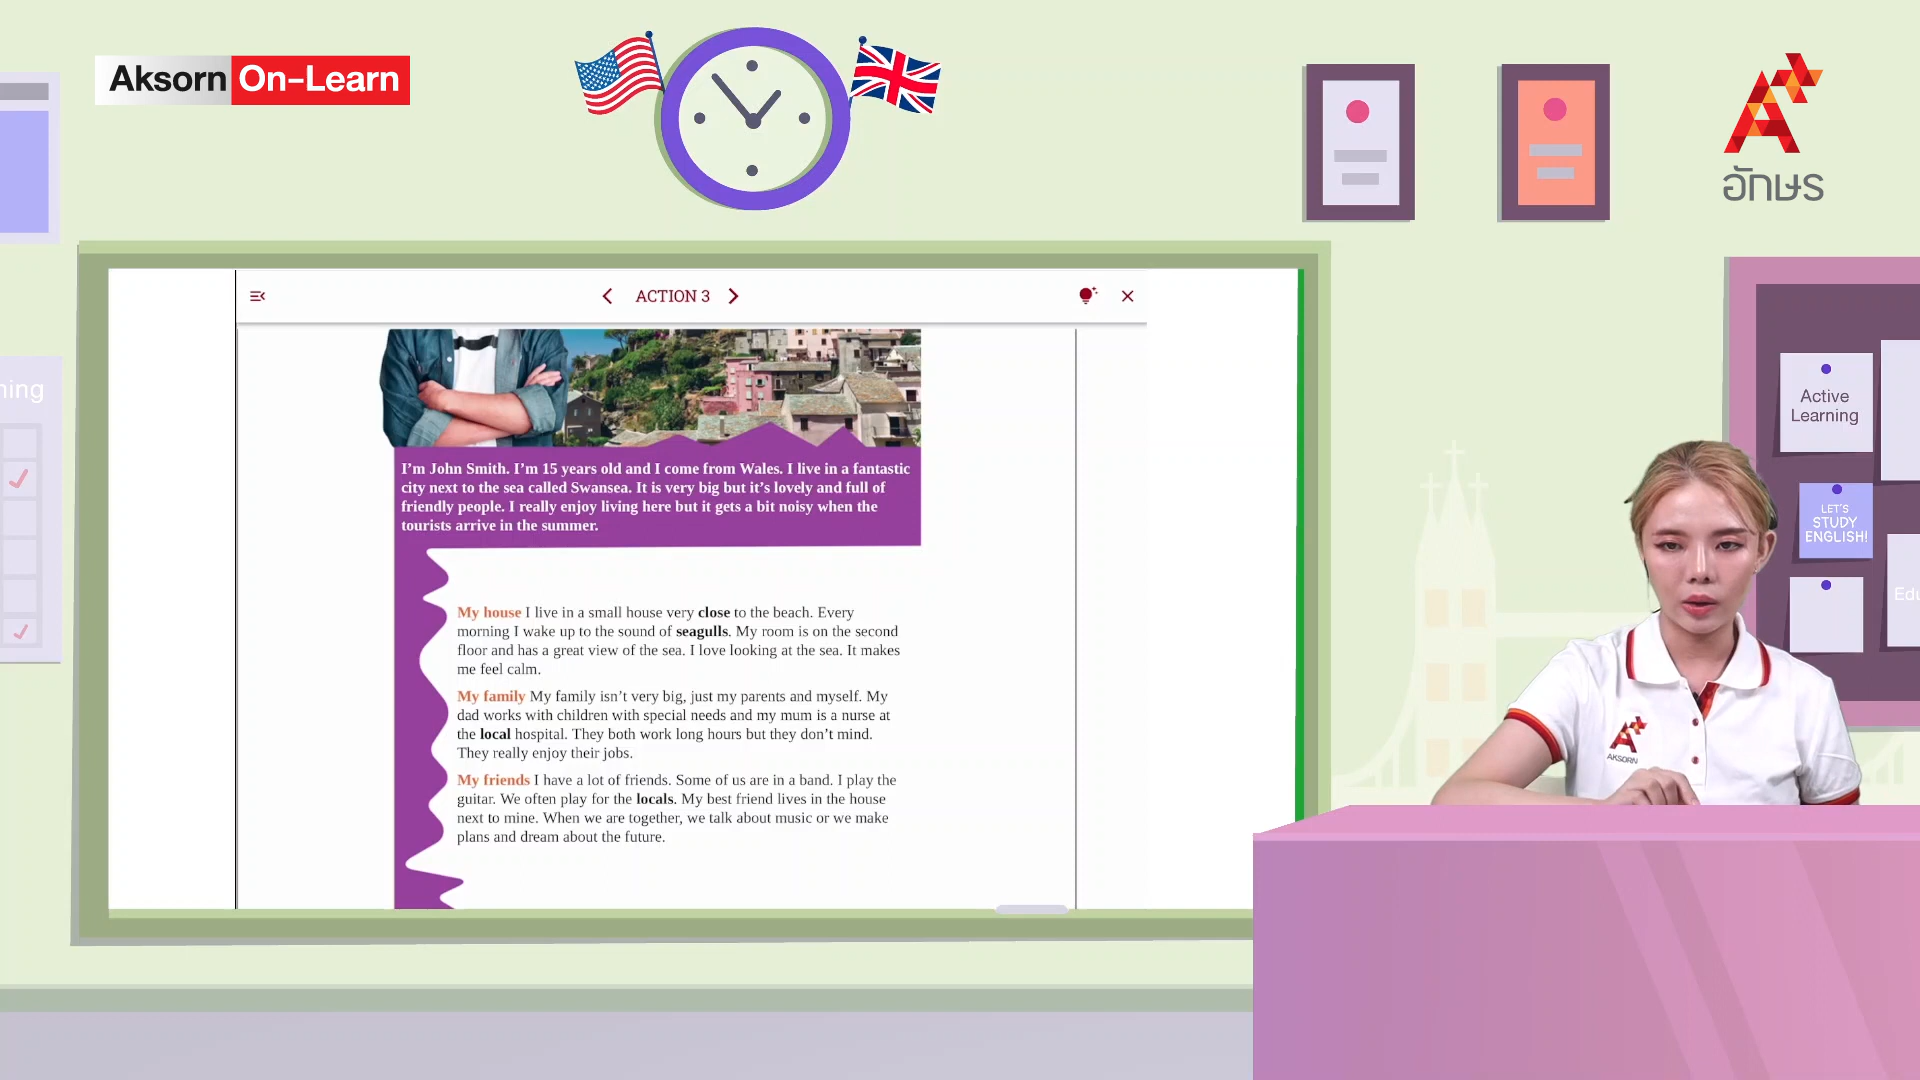 Aksorn On-Learn
อักษร
ning
ACTION 3
I'm John Smith. I'm 15 years old and I come from Wales. I live in a fantastic
city next to the sea called Swansea. It is very big but it's lovely and full of
friendly people. I really enjoy living here but it gets a bit noisy when the
tourists arrive in the summer.
My house I live in a small house very close to the beach. Every
morning I wake up to the sound of seagulls. My room is on the second
floor and has a great view of the sea. I love looking at the sea. It makes
me feel calm.
My family My family isn't very big, just my parents and myself. My
dad works with children with special needs and my mum is a nurse at
the local hospital. They both work long hours but they don't mind.
They really enjoy their jobs.
My friends I have a lot of friends. Some of us are in a band. I play the
guitar. We often play for the locals. My best friend lives in the house
next to mine. When we are together, we talk about music or we make
plans and dream about the future.
Active
Learning
LET'S
STUDY
ENGLISH!
Edu
AKSORN